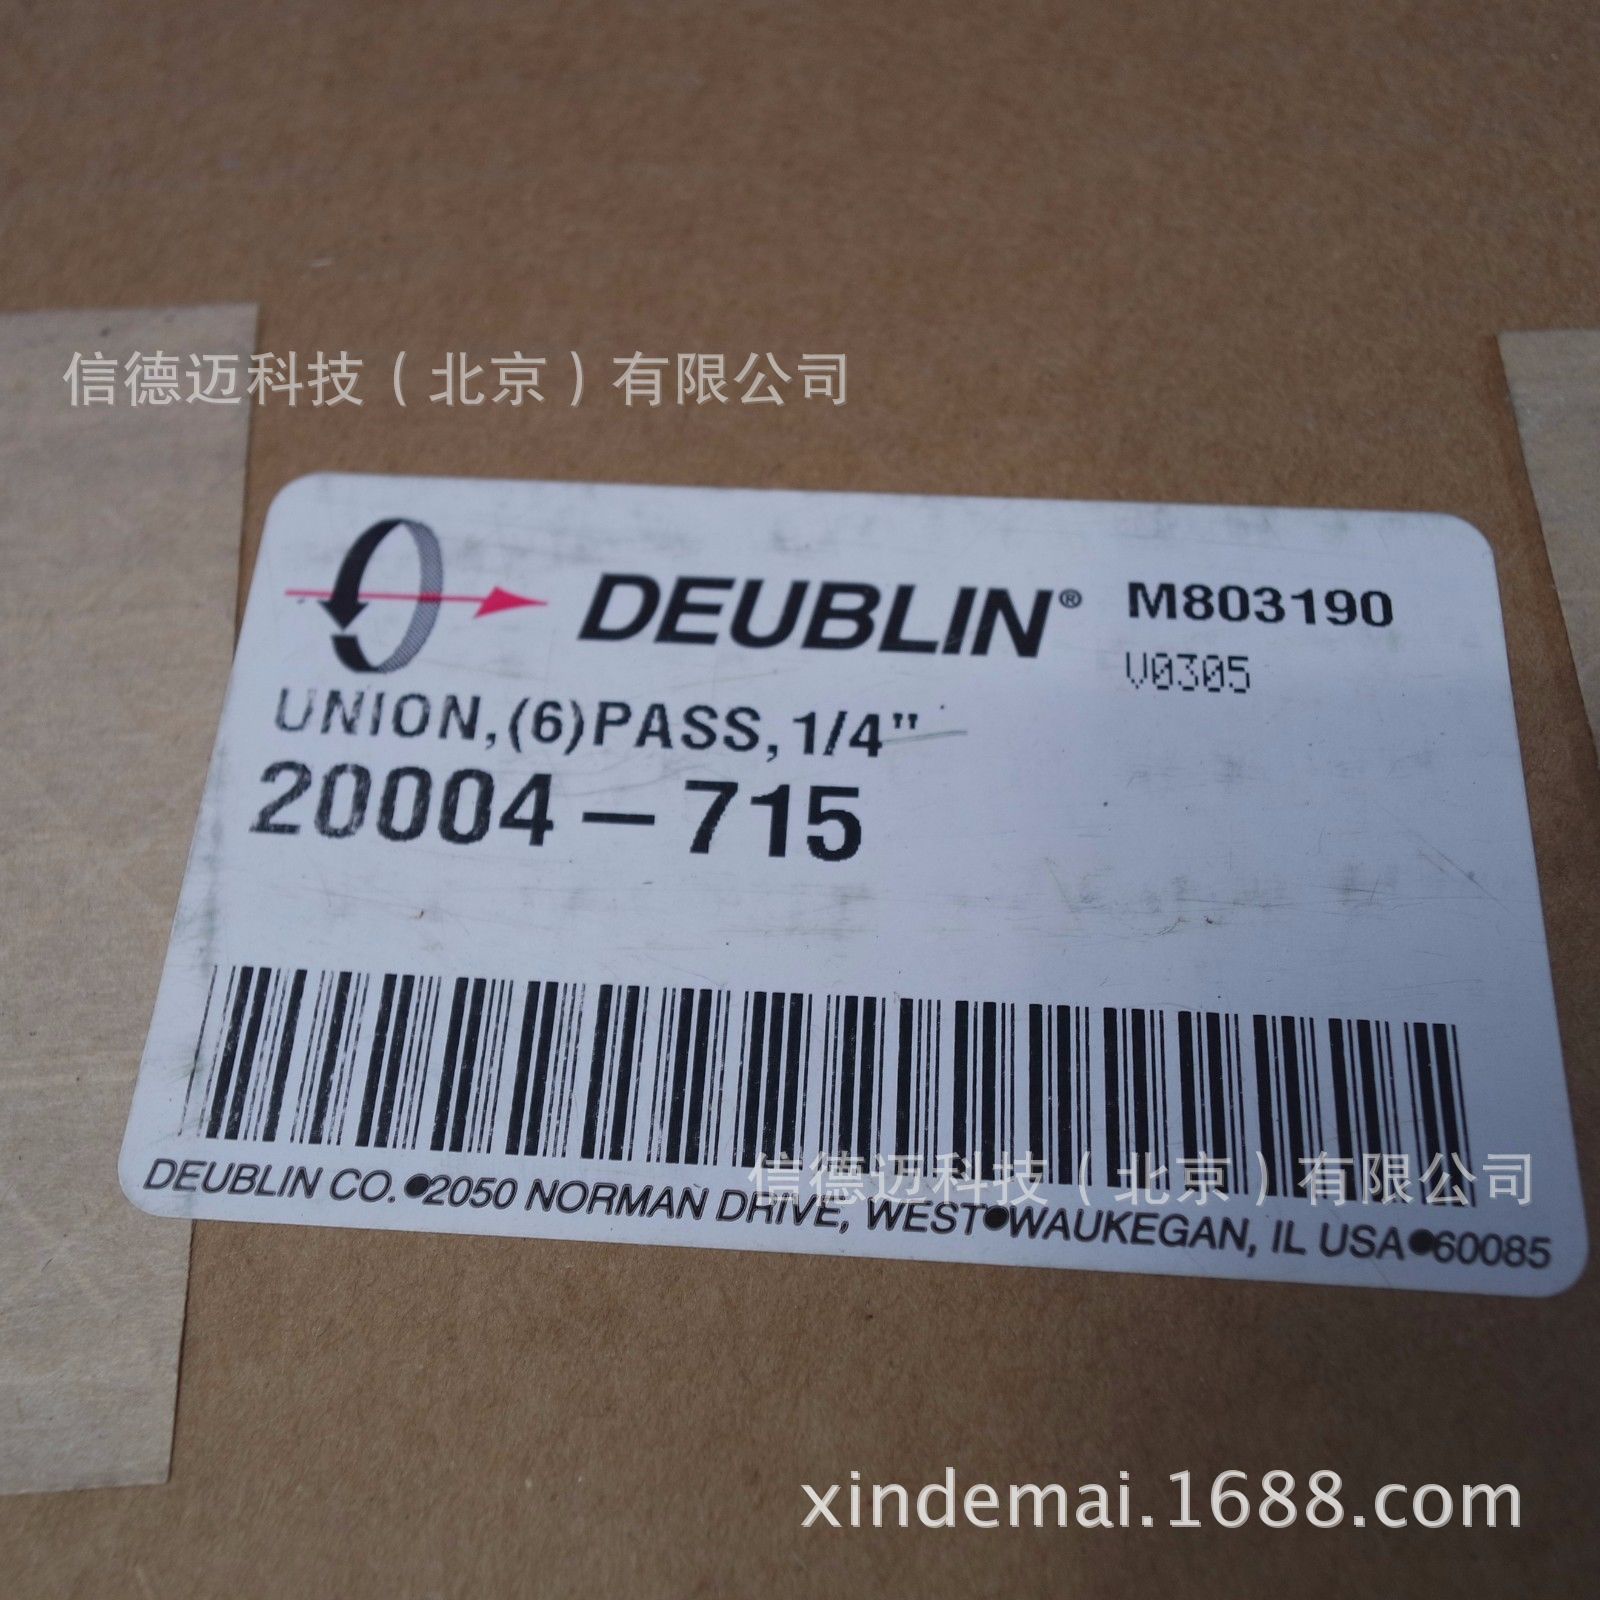 信德迈科技（北京）有限公司
DEUBLIN® M803190
V0305
UNION,(6)PASS,1/4"
20004-715
信德迈科技（北京）有限公司
DEUBLIN CO.●2050 NORMAN DRIVE, WEST●WAUKEGAN, IL USA●60085
xindemai.1688.com